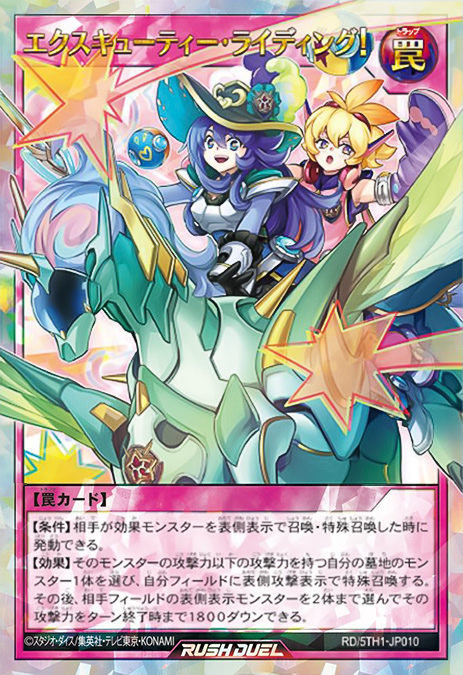 エクスキューティー・ライディング!
トラップ
罠
【罠カード】
【条件】相手が効果モンスターを表側表示で召喚・特殊召喚した時に
発動できる。
【効果】そのモンスターの攻撃力以下の攻撃力を持つ自分の墓地のモン
スター1体を選び、自分フィールドに表側攻撃表示で特殊召喚する。
その後、相手フィールドの表側表示モンスターを2体まで選んでその
攻撃力をターン終了時まで1800ダウンできる。
©スタジオ・ダイス/集英社・テレビ東京・KONAMI
RUSH DUEL
RD/5TH1-JP010